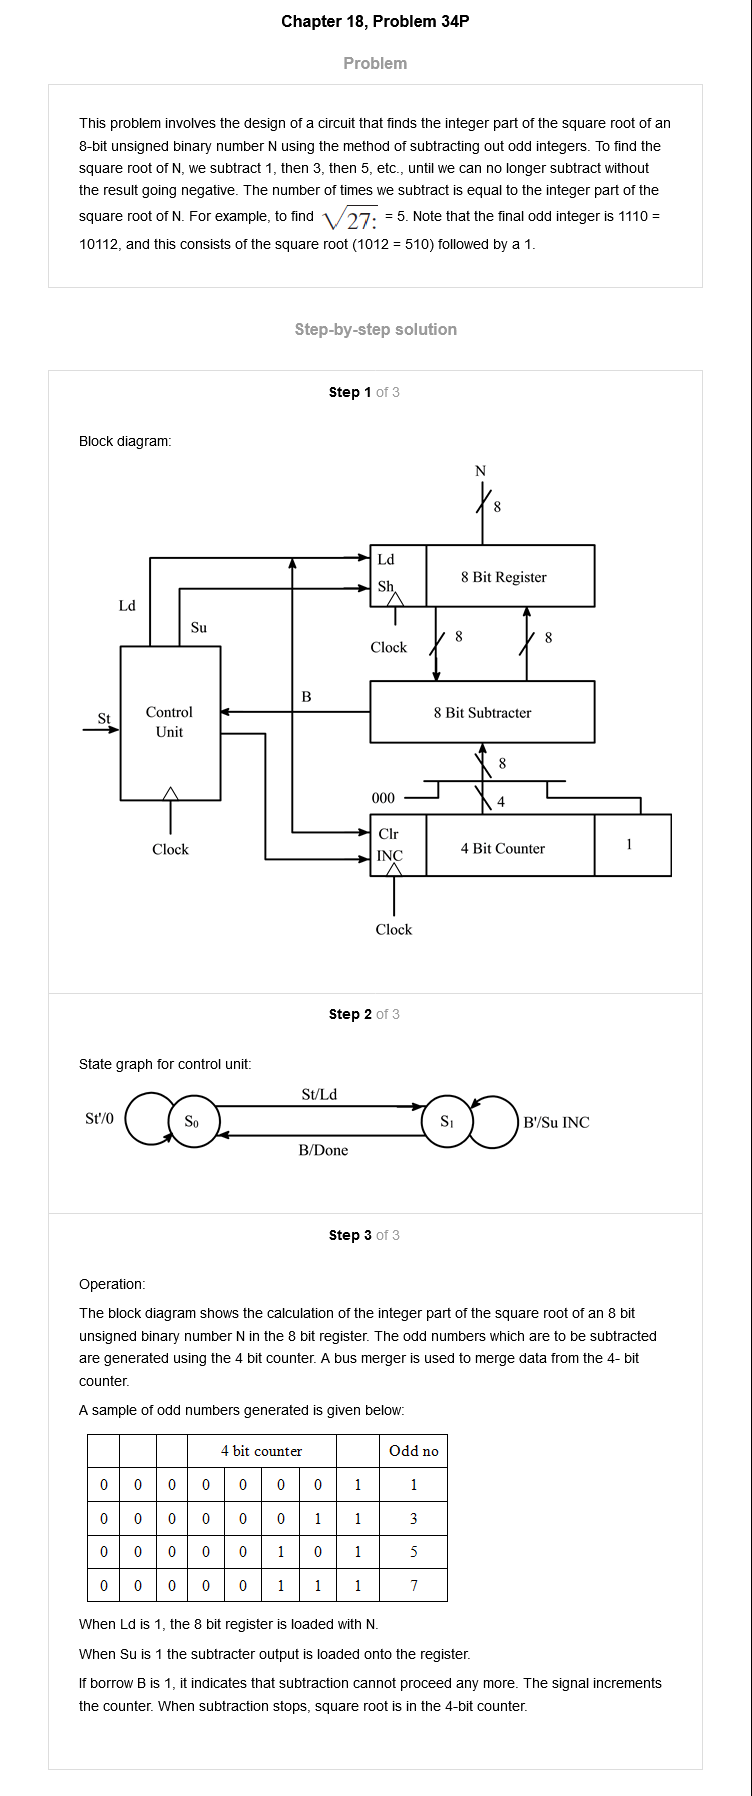 Chapter 18, Problem 34P
Problem
This problem involves the design of a circuit that finds the integer part of the square root of an
8-bit unsigned binary number N using the method of subtracting out odd integers. To find the
square root of N, we subtract 1, then 3, then 5, etc., until we can no longer subtract without
the result going negative. The number of times we subtract is equal to the integer part of the
square root of N. For example, to find √27: = 5. Note that the final odd integer is 1110 =
10112, and this consists of the square root (1012 = 510) followed by a 1.
Step-by-step solution
Step 1 of 3
Block diagram:
N
8
Ld
8 Bit Register
Sh
Ld
Su
Clock
8
8
B
St
Control
Unit
8 Bit Subtracter
8
000
4
Clock
Clr
INC
4 Bit Counter
1
Clock
Step 2 of 3
State graph for control unit:
St/Ld
St'/0
S0
S1
B'/Su INC
B/Done
Step 3 of 3
Operation:
The block diagram shows the calculation of the integer part of the square root of an 8 bit
unsigned binary number N in the 8 bit register. The odd numbers which are to be subtracted
are generated using the 4 bit counter. A bus merger is used to merge data from the 4- bit
counter.
A sample of odd numbers generated is given below:
4 bit counter Odd no
0 0 0 0 0 0 0 1 1
0 0 0 0 0 0 1 1 3
0 0 0 0 0 1 0 1 5
0 0 0 0 0 1 1 1 7
When Ld is 1, the 8 bit register is loaded with N.
When Su is 1 the subtracter output is loaded onto the register.
If borrow B is 1, it indicates that subtraction cannot proceed any more. The signal increments
the counter. When subtraction stops, square root is in the 4-bit counter.